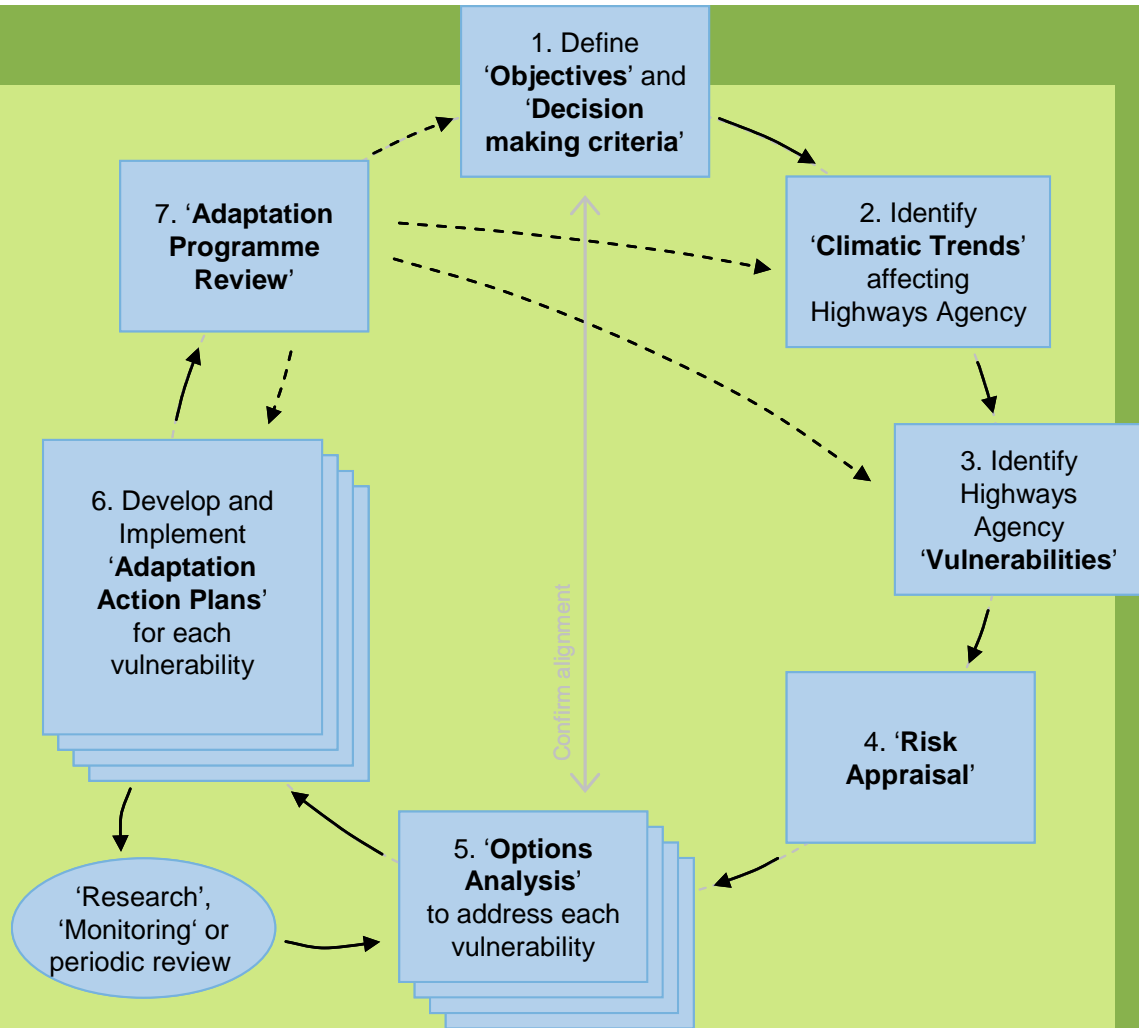 1. Define
‘Objectives’ and
‘Decision
making criteria’
2. Identify
‘Climatic Trends’
affecting
Highways Agency
3. Identify
Highways
Agency
‘Vulnerabilities’
4. ‘Risk
Appraisal’
5. ‘Options
Analysis’
to address each
vulnerability
6. Develop and
Implement
‘Adaptation
Action Plans’
for each
vulnerability
‘Research’,
‘Monitoring‘ or
periodic review
7. ‘Adaptation
Programme
Review’
Confirm alignment